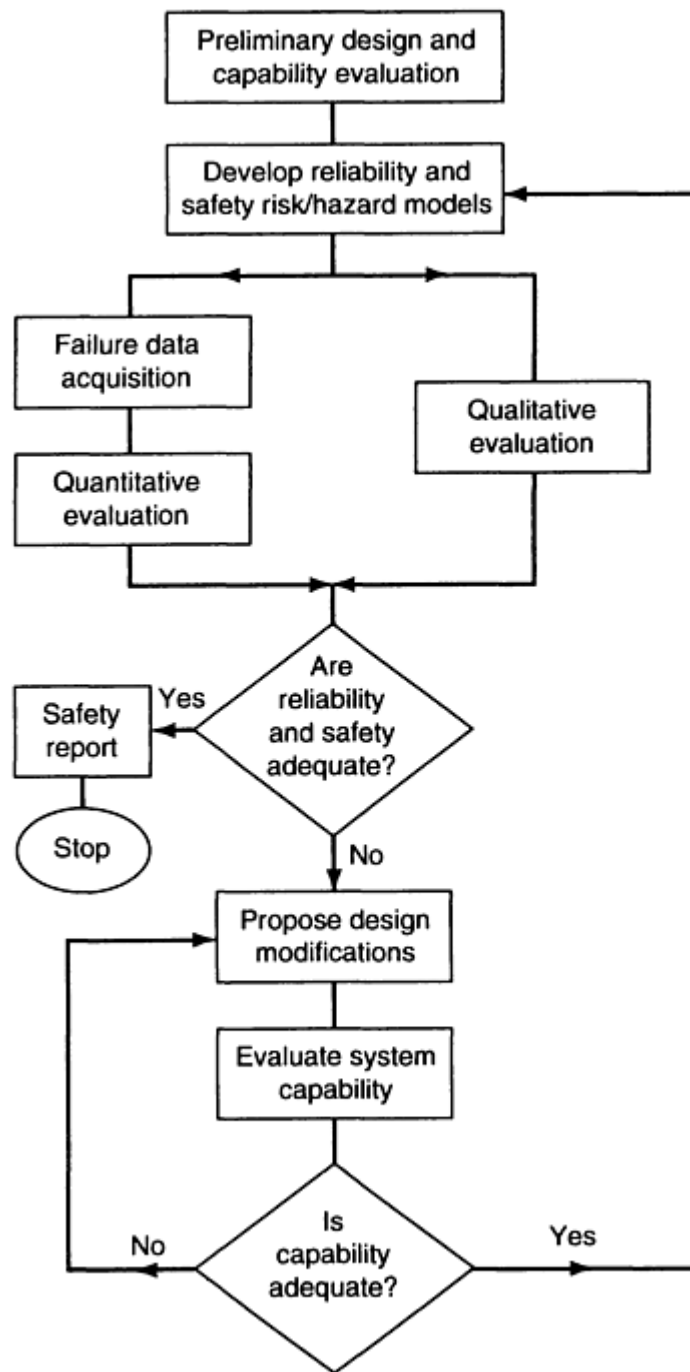 Preliminary design and
capability evaluation
Develop reliability and
safety risk/hazard models
Failure data
acquisition
Qualitative
evaluation
Quantitative
evaluation
Are
reliability
and safety
adequate?
Yes
Safety
report
Stop
No
Propose design
modifications
Evaluate system
capability
Is
capability
adequate?
No
Yes